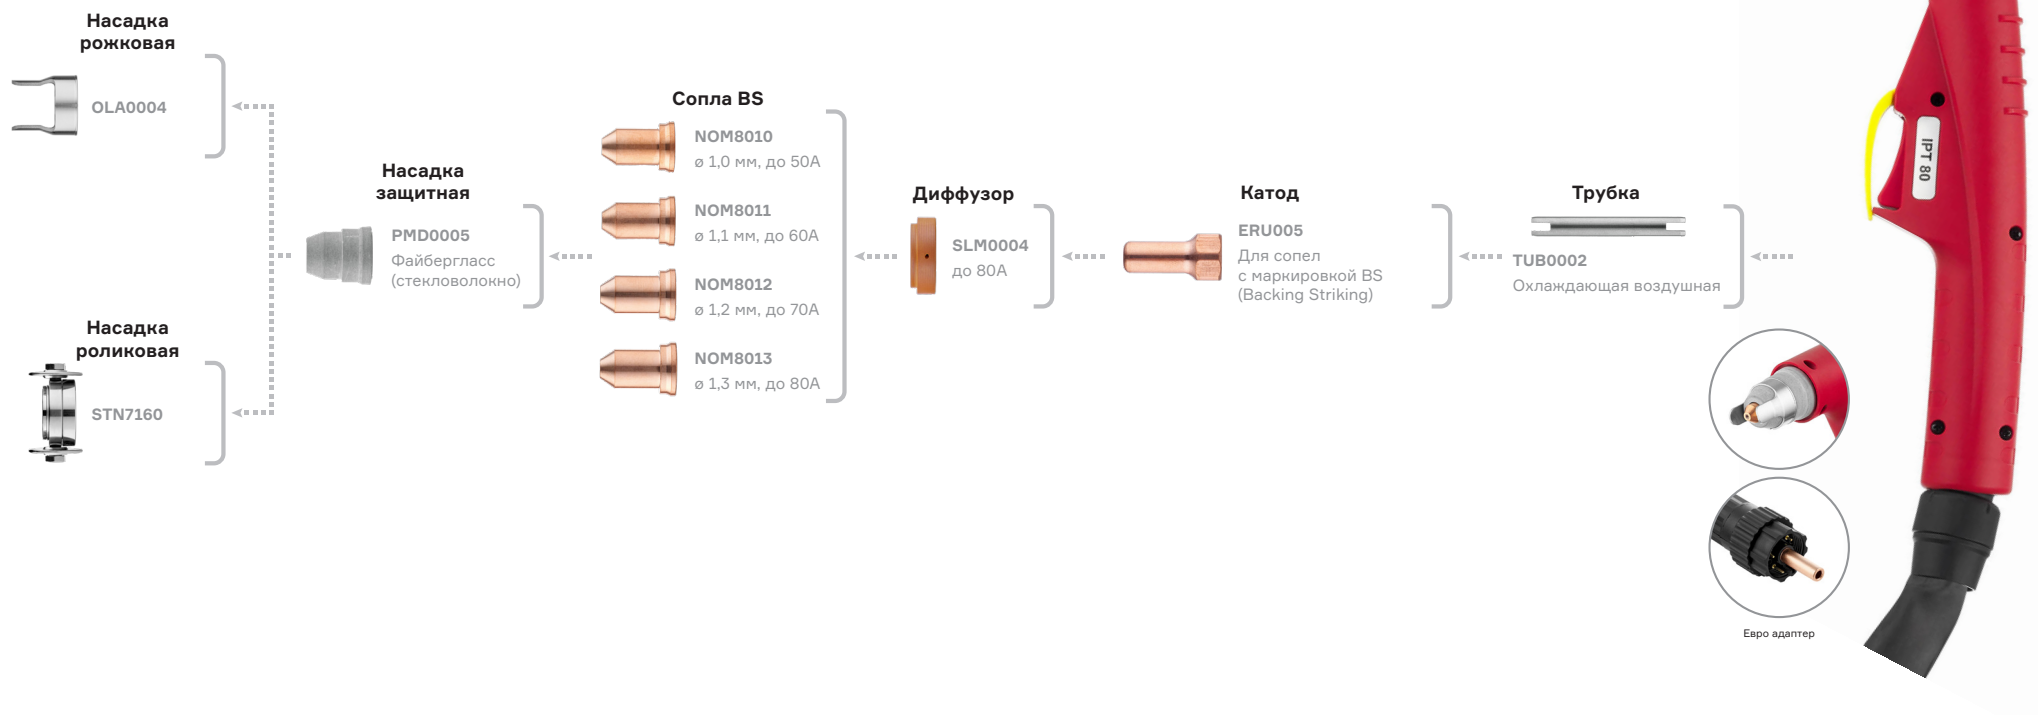 Насадка
рожковая
OLA0004
Насадка
роликовая
STN7160
Насадка
защитная
PMD0005
Файбергласс
(стекловолокно)
Сопла BS
NOM8010
ø 1,0 мм, до 50А
NOM8011
ø 1,1 мм, до 60А
NOM8012
ø 1,2 мм, до 70А
NOM8013
ø 1,3 мм, до 80А
Диффузор
SLM0004
до 80А
Катод
ERU005
Для сопел
с маркировкой BS
(Backing Striking)
Трубка
TUB0002
Охлаждающая воздушная
IPT 80
Евро адаптер